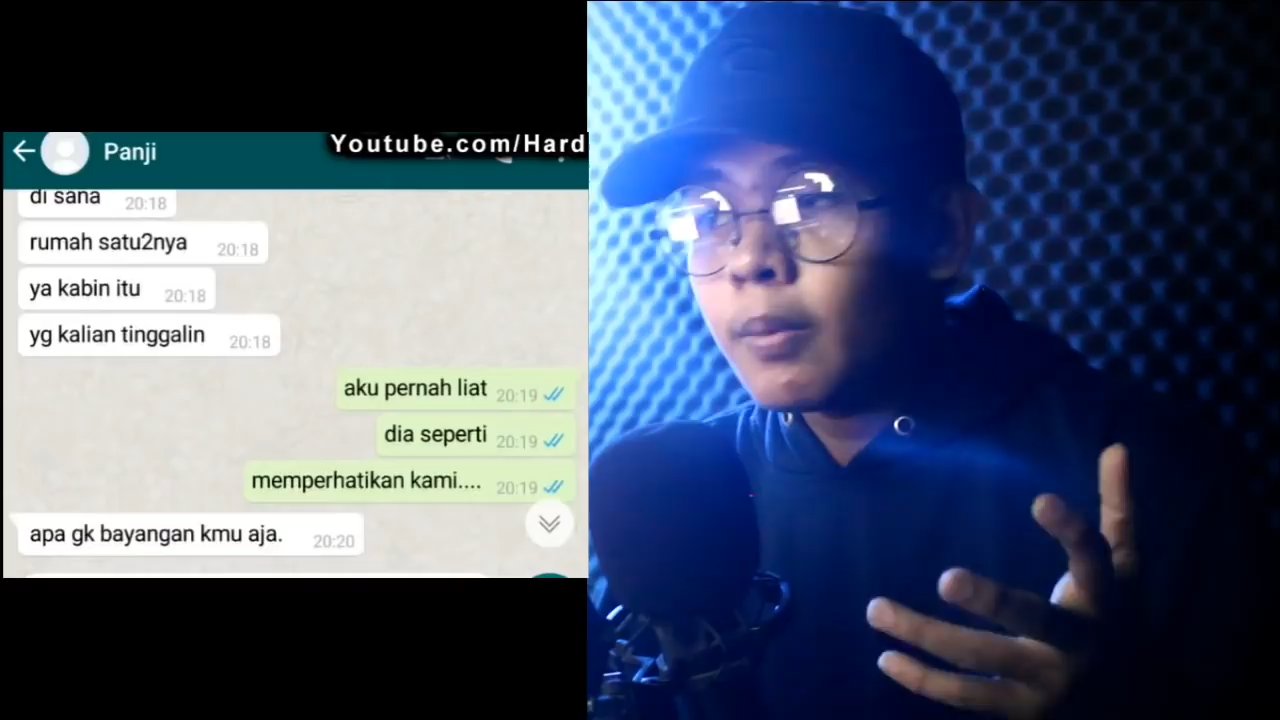 Youtube.com/Hard
Panji
di sana 20:18
rumah satu2nya 20:18
ya kabin itu 20:18
yg kalian tinggalin 20:18
aku pernah liat 20:19
dia seperti 20:19
memperhatikan kami.... 20:19
apa gk bayangan kmu aja. 20:20